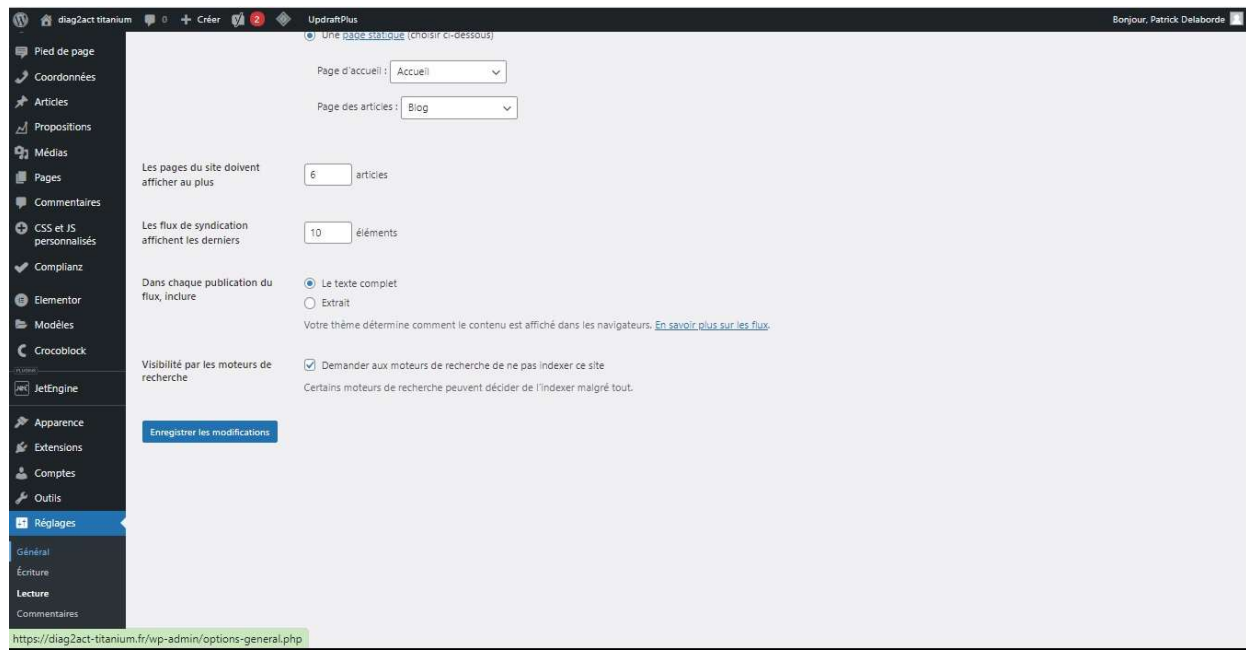 diag2act titanium 0 + Créer 2 UpdraftPlus Bonjour, Patrick Delaborde
Pied de page
Coordonnées
Articles
Propositions
Médias
Pages
Commentaires
CSS et JS
personnalisés
Complianz
Elementor
Modèles
Crocoblock
JetEngine
Apparence
Extensions
Comptes
Outils
Réglages
Général
Écriture
Lecture
Commentaires
Une page statique (choisir ci-dessous)
Page d'accueil : Accueil
Page des articles : Blog
Les pages du site doivent
afficher au plus
6 articles
Les flux de syndication
affichent les derniers
10 éléments
Dans chaque publication du
flux, inclure
Le texte complet
Extrait
Votre thème détermine comment le contenu est affiché dans les navigateurs. En savoir plus sur les flux.
Visibilité par les moteurs de
recherche
Demander aux moteurs de recherche de ne pas indexer ce site
Certains moteurs de recherche peuvent décider de l'indexer malgré tout.
Enregistrer les modifications
https://diag2act-titanium.fr/wp-admin/options-general.php